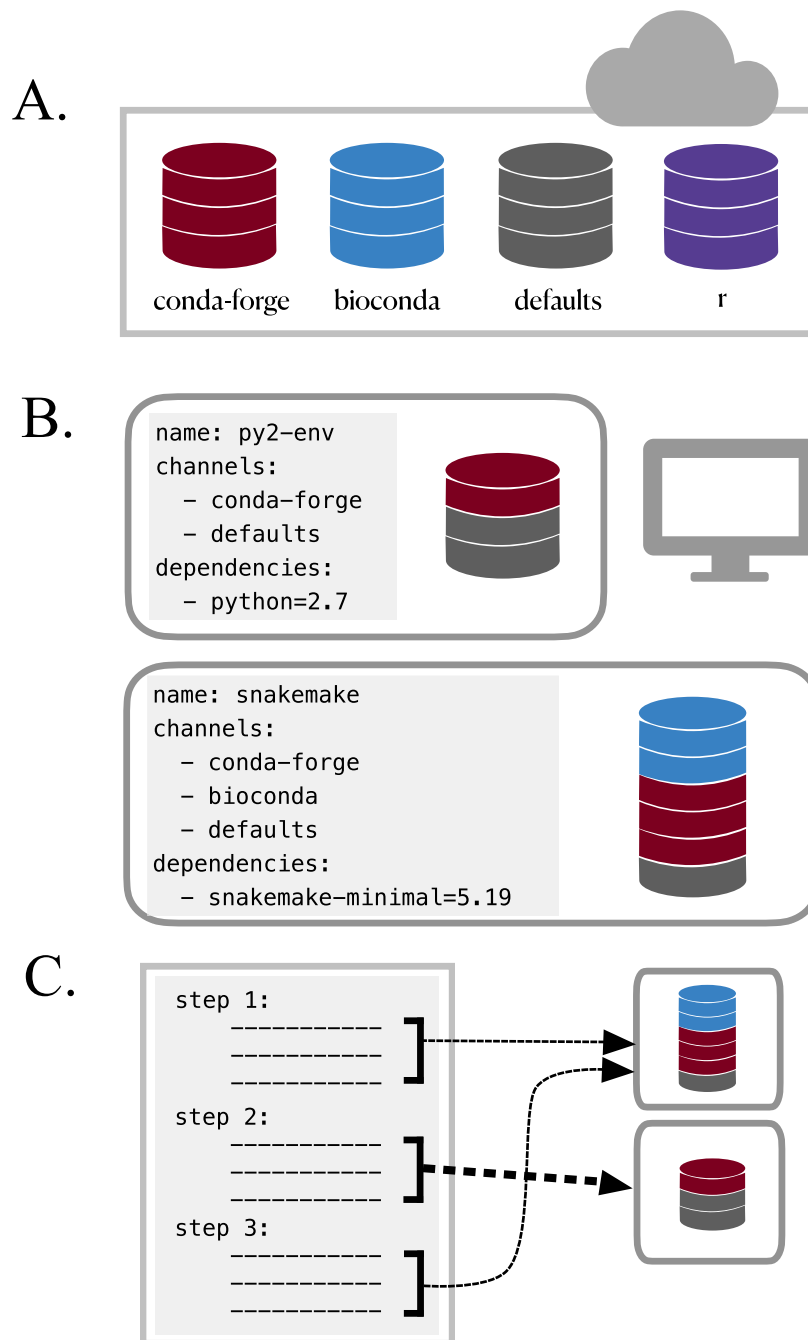 A.
conda-forge bioconda defaults r
B.
name: py2-env
channels:
- conda-forge
- defaults
dependencies:
- python=2.7
name: snakemake
channels:
- conda-forge
- bioconda
- defaults
dependencies:
- snakemake-minimal=5.19
C.
step 1:
step 2:
step 3: